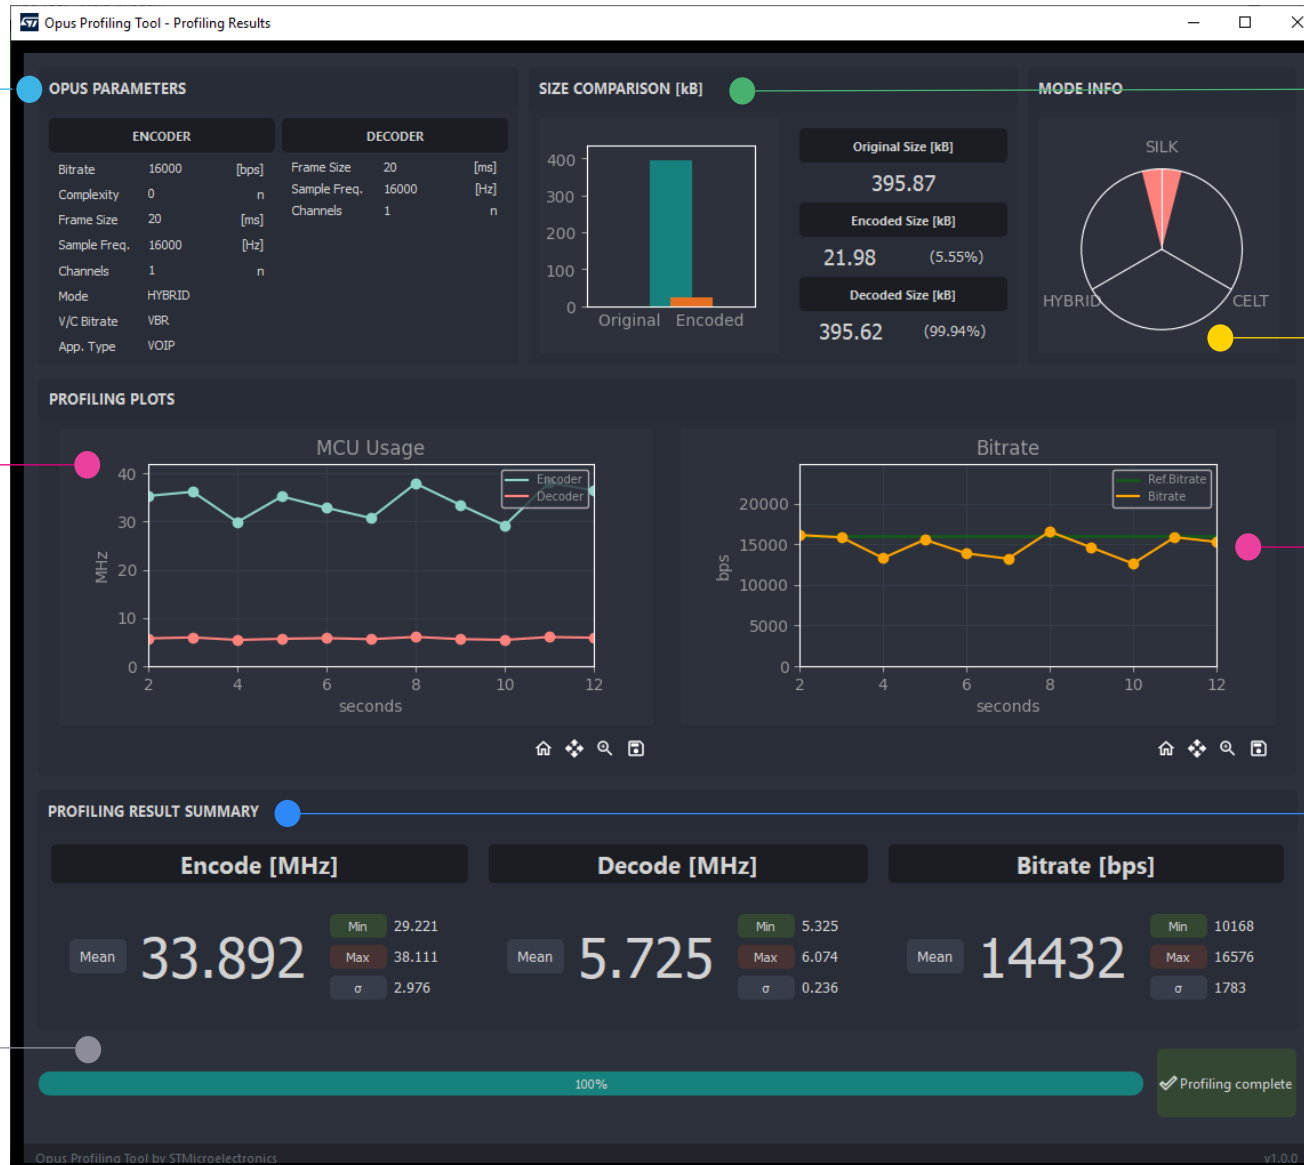 Opus Profiling Tool - Profiling Results
OPUS PARAMETERS
ENCODER
Bitrate 16000 [bps]
Complexity 0 n
Frame Size 20 [ms]
Sample Freq. 16000 [Hz]
Channels 1 n
Mode HYBRID
V/C Bitrate VBR
App. Type VOIP
DECODER
Frame Size 20 [ms]
Sample Freq. 16000 [Hz]
Channels 1 n
SIZE COMPARISON [kB]
400
300
200
100
0
Original Encoded
Original Size [kB]
395.87
Encoded Size [kB]
21.98 (5.55%)
Decoded Size [kB]
395.62 (99.94%)
MODE INFO
SILK
HYBRID CELT
PROFILING PLOTS
MCU Usage
40
30
20
10
0
MHz
Encoder
Decoder
2 4 6 8 10 12
seconds
Bitrate
20000
15000
10000
5000
0
bps
Ref.Bitrate
Bitrate
2 4 6 8 10 12
seconds
PROFILING RESULT SUMMARY
Encode [MHz]
Mean 33.892
Min 29.221
Max 38.111
σ 2.976
Decode [MHz]
Mean 5.725
Min 5.325
Max 6.074
σ 0.236
Bitrate [bps]
Mean 14432
Min 10168
Max 16576
σ 1783
100%
Profiling complete
Opus Profiling Tool by STMicroelectronics
v1.0.0